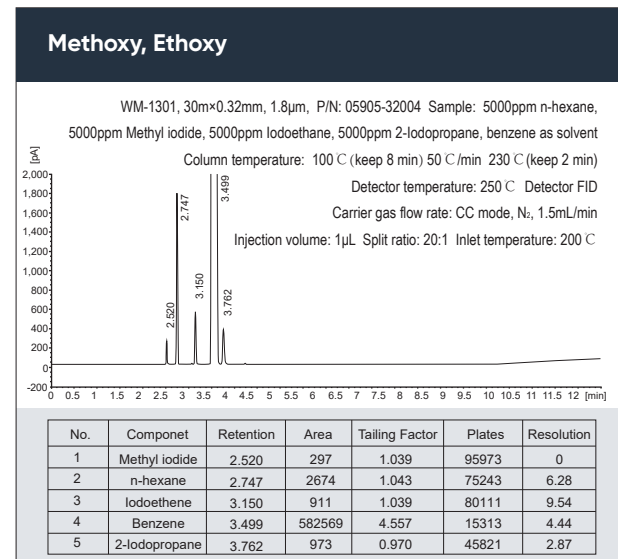 Methoxy, Ethoxy
WM-1301, 30m×0.32mm, 1.8μm, P/N: 05905-32004 Sample: 5000ppm n-hexane,
5000ppm Methyl iodide, 5000ppm Iodoethane, 5000ppm 2-Iodopropane, benzene as solvent
Column temperature: 100℃ (keep 8 min) 50℃/min 230℃ (keep 2 min)
Detector temperature: 250℃ Detector FID
Carrier gas flow rate: CC mode, N₂, 1.5mL/min
Injection volume: 1μL Split ratio: 20:1 Inlet temperature: 200℃
[pA]
2,000
1,800
1,600
1,400
1,200
1,000
800
600
400
200
0
-200
2.520
2.747
3.150
3.499
3.762
0 0.5 1 1.5 2 2.5 3 3.5 4 4.5 5 5.5 6 6.5 7 7.5 8 8.5 9 9.5 10 10.5 11 11.5 12 [min]
No. Componet Retention Area Tailing Factor Plates Resolution
1 Methyl iodide 2.520 297 1.039 95973 0
2 n-hexane 2.747 2674 1.043 75243 6.28
3 Iodoethene 3.150 911 1.039 80111 9.54
4 Benzene 3.499 582569 4.557 15313 4.44
5 2-Iodopropane 3.762 973 0.970 45821 2.87